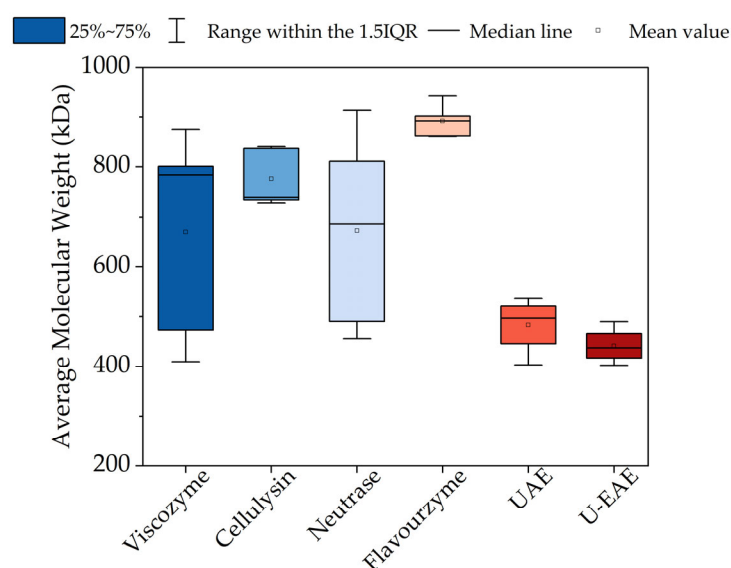 25%~75% Range within the 1.5IQR Median line Mean value
Average Molecular Weight (kDa)
1000
800
600
400
200
Viscozyme
Cellulysin
Neutrase
Flavourzyme
UAE
U-EAE